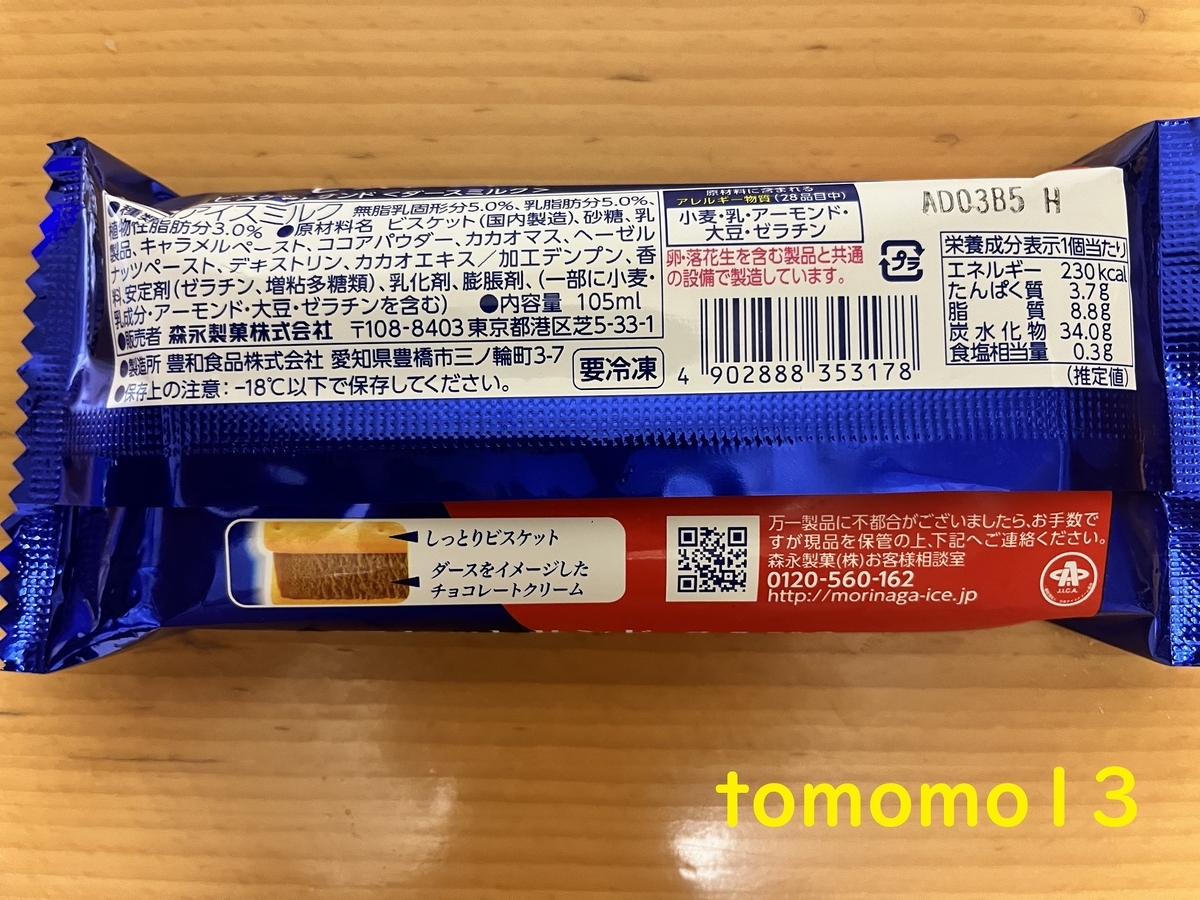 ビスケットサンド<ダースミルク>
●種類別アイスミルク 無脂乳固形分5.0%、乳脂肪分5.0%、
植物性脂肪分3.0% ●原材料名 ビスケット(国内製造)、砂糖、乳
製品、キャラメルペースト、ココアパウダー、カカオマス、ヘーゼル
ナッツペースト、デキストリン、カカオエキス/加工デンプン、香
料、安定剤(ゼラチン、増粘多糖類)、乳化剤、膨脹剤、(一部に小麦・
乳成分・アーモンド・大豆・ゼラチンを含む) ●内容量 105ml
●販売者 森永製菓株式会社 〒108-8403 東京都港区芝5-33-1
●製造所 豊和食品株式会社 愛知県豊橋市三ノ輪町3-7
●保存上の注意:-18℃以下で保存してください。
要冷凍
原材料に含まれる
アレルギー物質(28品目中)
小麦・乳・アーモンド・
大豆・ゼラチン
卵・落花生を含む製品と共通
の設備で製造しています。
プラ
4 902888 353178
AD03B5 H
栄養成分表示1個当たり
エネルギー 230kcal
たんぱく質 3.7g
脂質 8.8g
炭水化物 34.0g
食塩相当量 0.3g
(推定値)
しっとりビスケット
ダースをイメージした
チョコレートクリーム
万一製品に不都合がございましたら、お手数で
すが現品を保管の上、下記へご連絡ください。
森永製菓(株)お客様相談室
0120-560-162
http://morinaga-ice.jp
J.I.C.A.
tomomo13